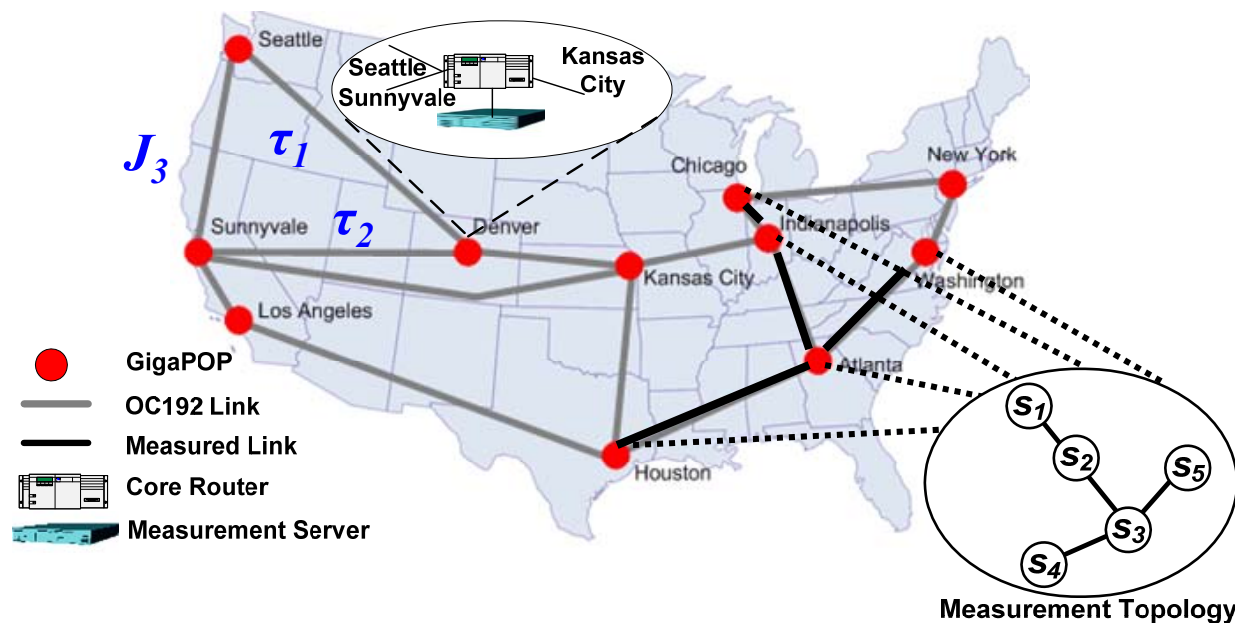 Seattle
Seattle
Sunnyvale
Kansas
City
J3
τ1
Chicago
New York
Sunnyvale
τ2
Denver
Indianapolis
Kansas City
Washington
Los Angeles
Atlanta
Houston
GigaPOP
OC192 Link
Measured Link
Core Router
Measurement Server
S1
S2
S5
S3
S4
Measurement Topology